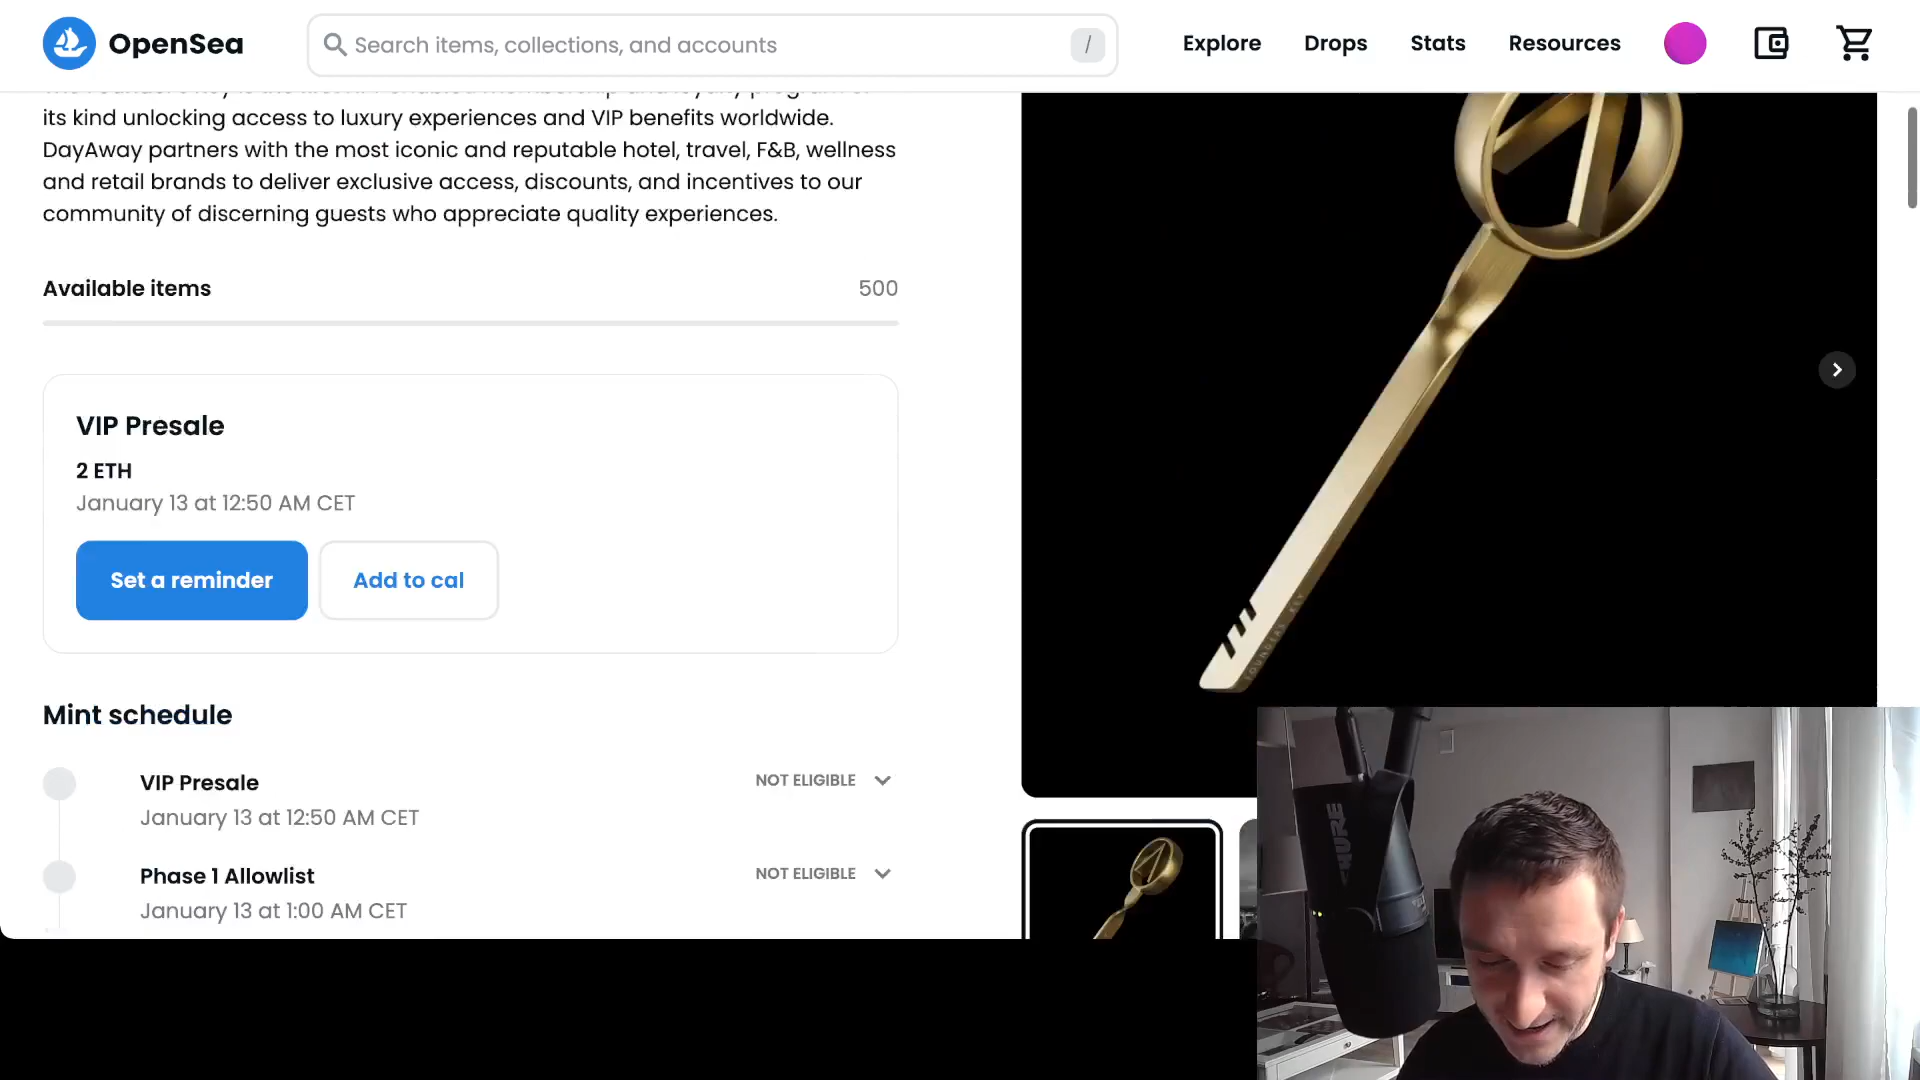 OpenSea
Search items, collections, and accounts
/
Explore
Drops
Stats
Resources
its kind unlocking access to luxury experiences and VIP benefits worldwide.
DayAway partners with the most iconic and reputable hotel, travel, F&B, wellness
and retail brands to deliver exclusive access, discounts, and incentives to our
community of discerning guests who appreciate quality experiences.
Available items
500
VIP Presale
2 ETH
January 13 at 12:50 AM CET
Set a reminder
Add to cal
Mint schedule
VIP Presale
NOT ELIGIBLE
January 13 at 12:50 AM CET
Phase 1 Allowlist
NOT ELIGIBLE
January 13 at 1:00 AM CET
FOUNDERS KEY
SHURE